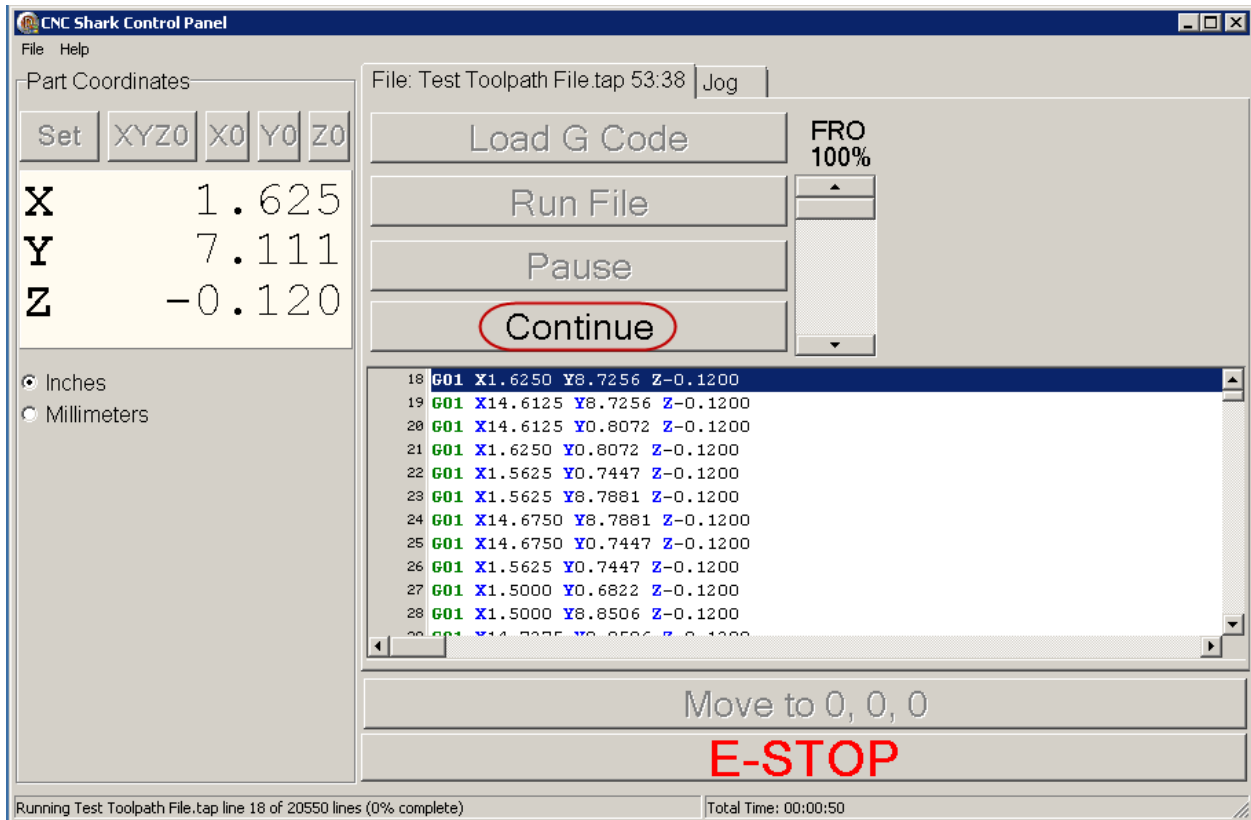 CNC Shark Control Panel
File Help
Part Coordinates
Set XYZ0 X0 Y0 Z0
X 1.625
Y 7.111
Z -0.120
Inches
Millimeters
File: Test Toolpath File.tap 53:38 Jog
Load G Code
FRO
100%
Run File
Pause
Continue
18 G01 X1.6250 Y8.7256 Z-0.1200
19 G01 X14.6125 Y8.7256 Z-0.1200
20 G01 X14.6125 Y0.8072 Z-0.1200
21 G01 X1.6250 Y0.8072 Z-0.1200
22 G01 X1.5625 Y0.7447 Z-0.1200
23 G01 X1.5625 Y8.7881 Z-0.1200
24 G01 X14.6750 Y8.7881 Z-0.1200
25 G01 X14.6750 Y0.7447 Z-0.1200
26 G01 X1.5625 Y0.7447 Z-0.1200
27 G01 X1.5000 Y0.6822 Z-0.1200
28 G01 X1.5000 Y8.8506 Z-0.1200
Move to 0, 0, 0
E-STOP
Running Test Toolpath File.tap line 18 of 20550 lines (0% complete)
Total Time: 00:00:50